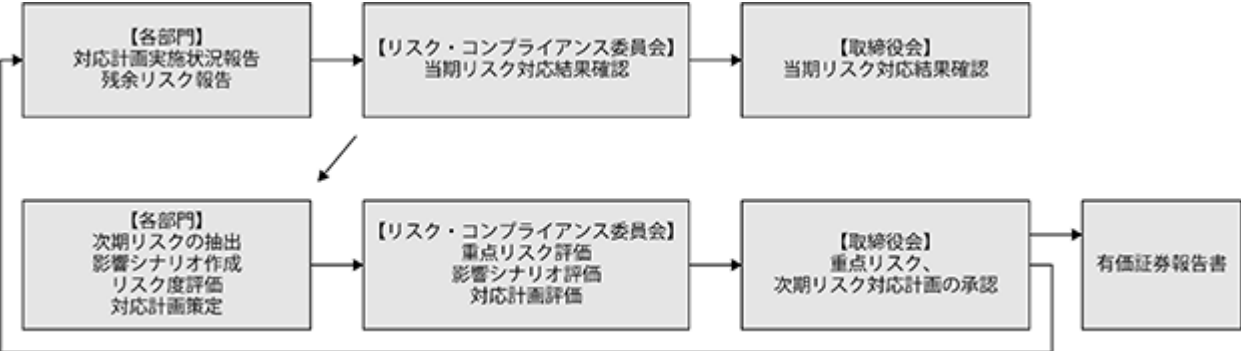 【各部門】
対応計画実施状況報告
残余リスク報告
【リスク・コンプライアンス委員会】
当期リスク対応結果確認
【取締役会】
当期リスク対応結果確認
【各部門】
次期リスクの抽出
影響シナリオ作成
リスク度評価
対応計画策定
【リスク・コンプライアンス委員会】
重点リスク評価
影響シナリオ評価
対応計画評価
【取締役会】
重点リスク、
次期リスク対応計画の承認
有価証券報告書